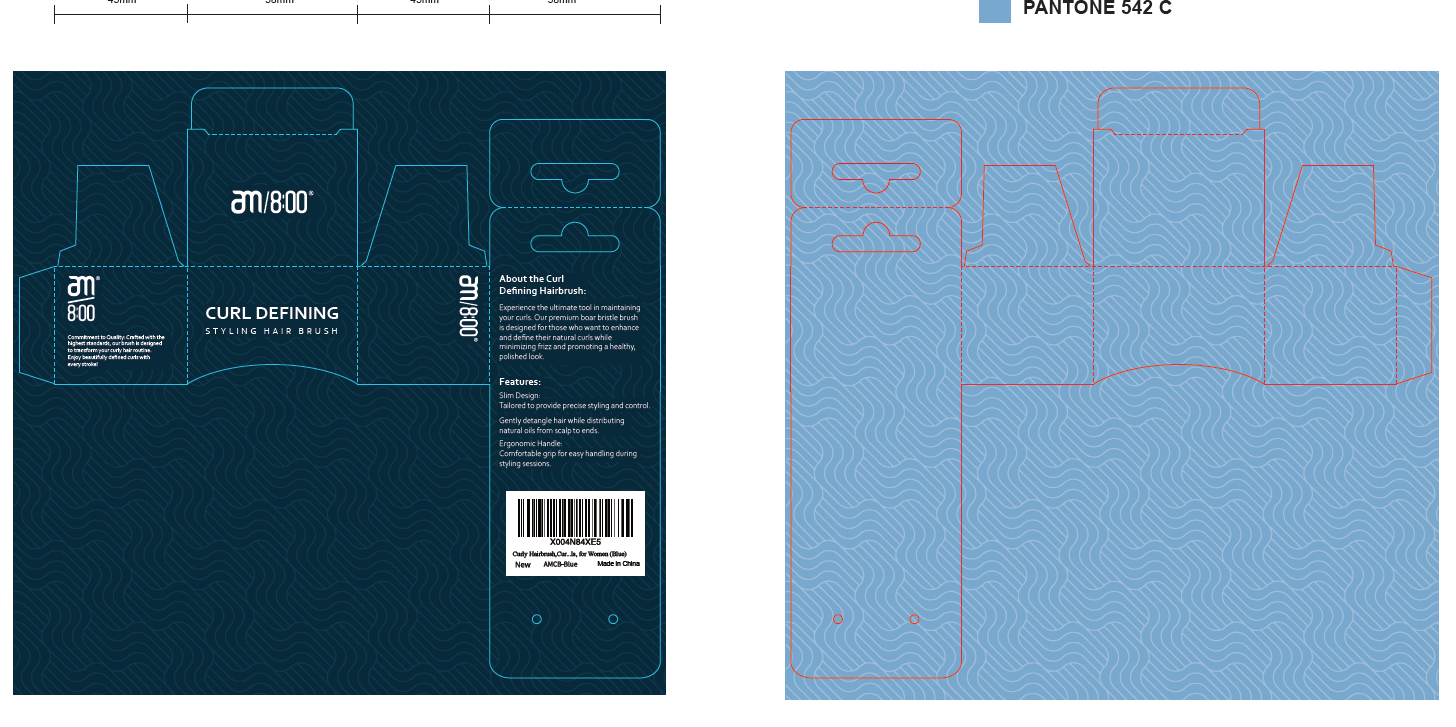 45mm
58mm
45mm
58mm
PANTONE 542 C
am/8:00®
am
8:00
Commitment to Quality: Crafted with the
highest standards, our brush is designed
to transform your curly hair routine.
Enjoy beautifully defined curls with
every stroke!
CURL DEFINING
STYLING HAIR BRUSH
am/8:00®
About the Curl
Defining Hairbrush:
Experience the ultimate tool in maintaining
your curls. Our premium boar bristle brush
is designed for those who want to enhance
and define their natural curls while
minimizing frizz and promoting a healthy,
polished look.
Features:
Slim Design:
Tailored to provide precise styling and control.
Gently detangle hair while distributing
natural oils from scalp to ends.
Ergonomic Handle:
Comfortable grip for easy handling during
styling sessions.
X004N84XE5
Curly Hairbrush,Cur...ls, for Women (Blue)
New AMCB-Blue Made In China